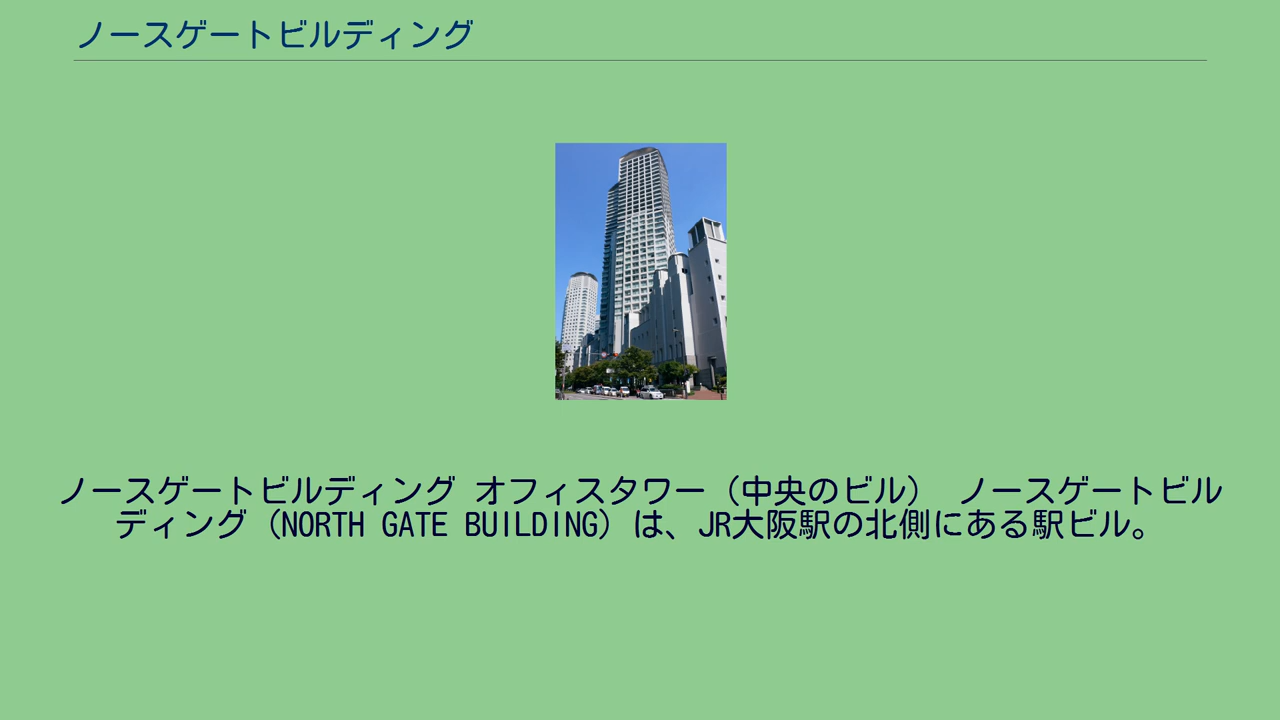 ノースゲートビルディング
ノースゲートビルディング オフィスタワー（中央のビル） ノースゲートビル
ディング（NORTH GATE BUILDING）は、JR大阪駅の北側にある駅ビル。